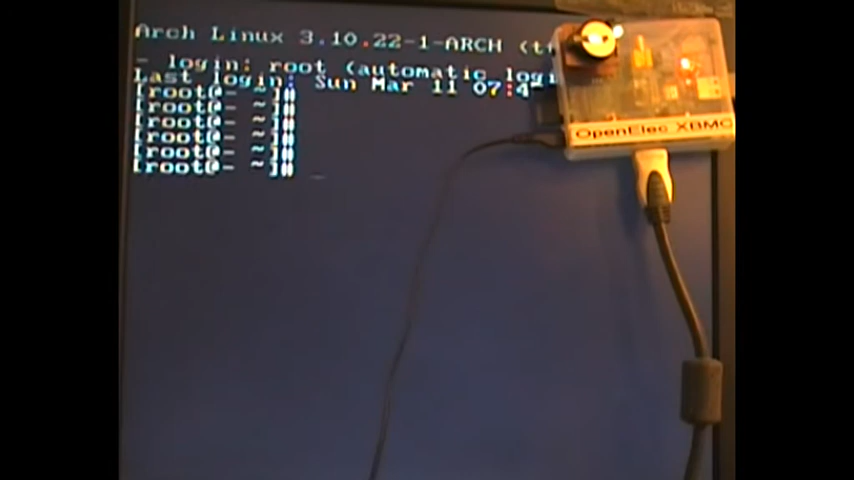 Arch Linux 3.10.22-1-ARCH
- login: root (automatic
Last login: Sun Mar 11 07:4
[root@- ~]#
[root@- ~]#
[root@- ~]#
[root@- ~]#
[root@- ~]#
[root@- ~]#
OpenElec XBMC